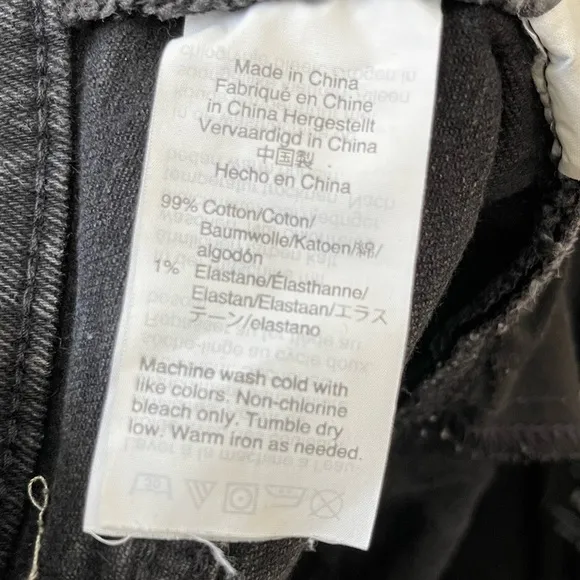 Made in China
Fabriqué en Chine
in China Hergestellt
Vervaardigd in China
中国製
Hecho en China
99% Cotton/Coton/
Baumwolle/Katoen/綿/
algodón
1% Elastane/Élasthanne/
Elastan/Elastaan/エラス
テーン/elastano
Machine wash cold with
like colors. Non-chlorine
bleach only. Tumble dry
low. Warm iron as needed.